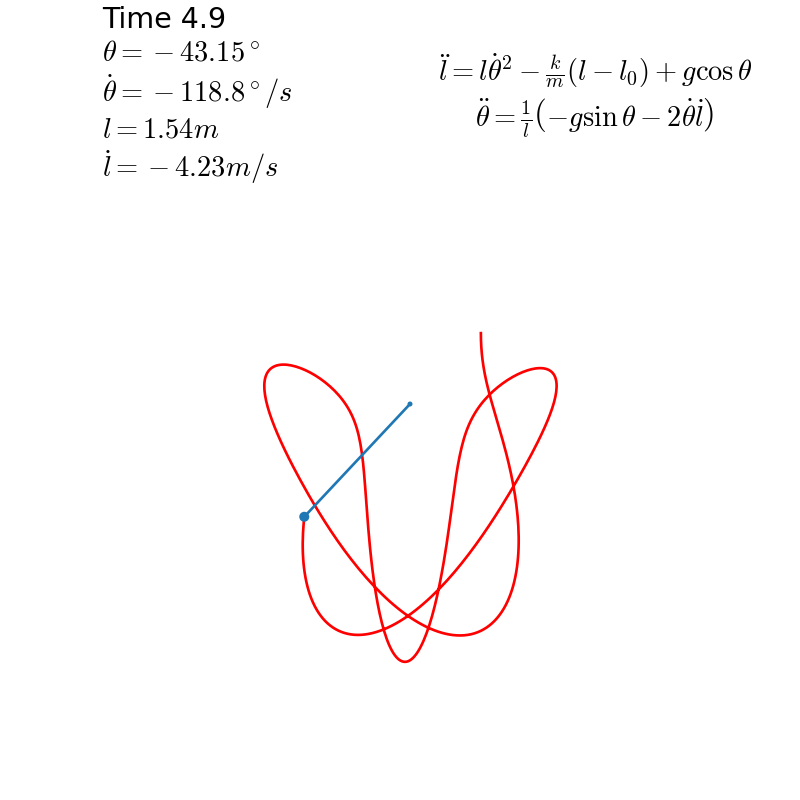 Time 4.9
θ = −43.15°
θ̇ = −118.8°/s
l = 1.54m
l̇ = −4.23m/s
l̈ = lθ̇² − k/m(l − l₀) + g cos θ
θ̈ = 1/l(−g sin θ − 2θ̇l̇)